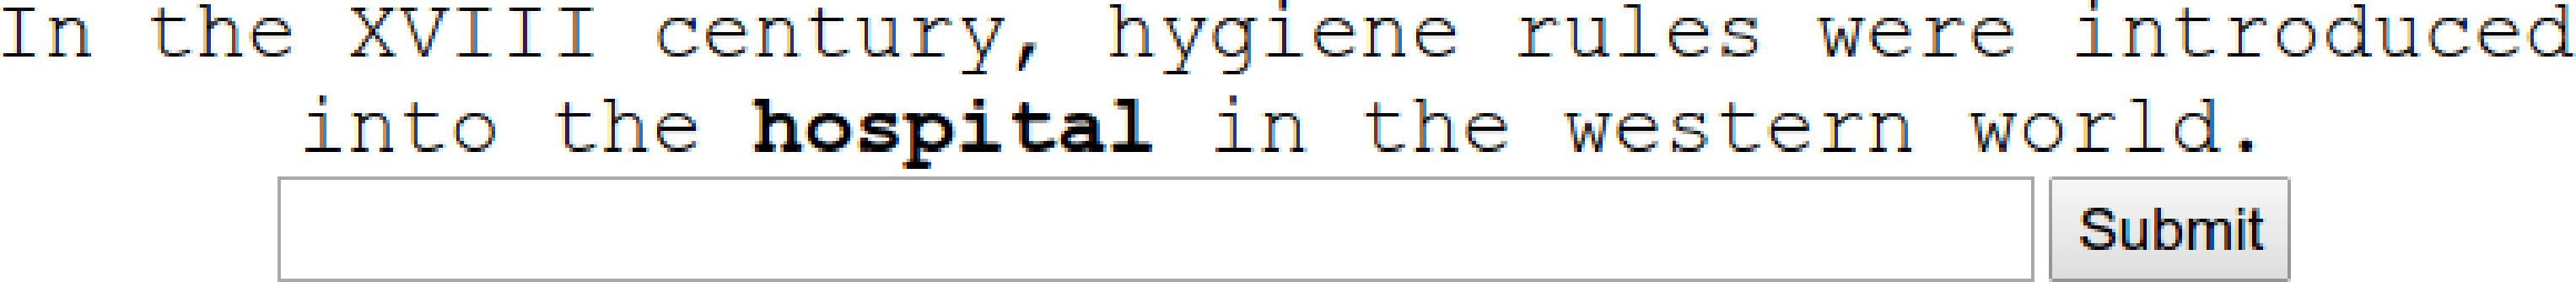 In the XVIII century, hygiene rules were introduced
into the hospital in the western world.
Submit